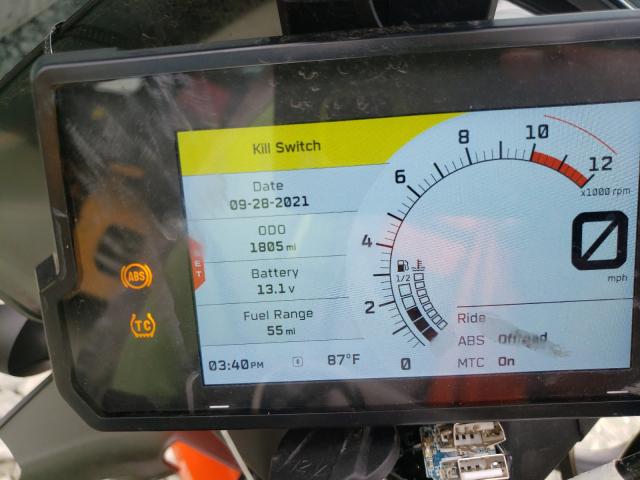 Kill Switch
Date
09-28-2021
ODO
1805 mi
Battery
13.1 v
Fuel Range
55 mi
03:40 PM
87°F
0
ABS
TC
ET
2
4
6
8
10
12
x1000 rpm
1/2
0
mph
Ride
ABS Offroad
MTC On